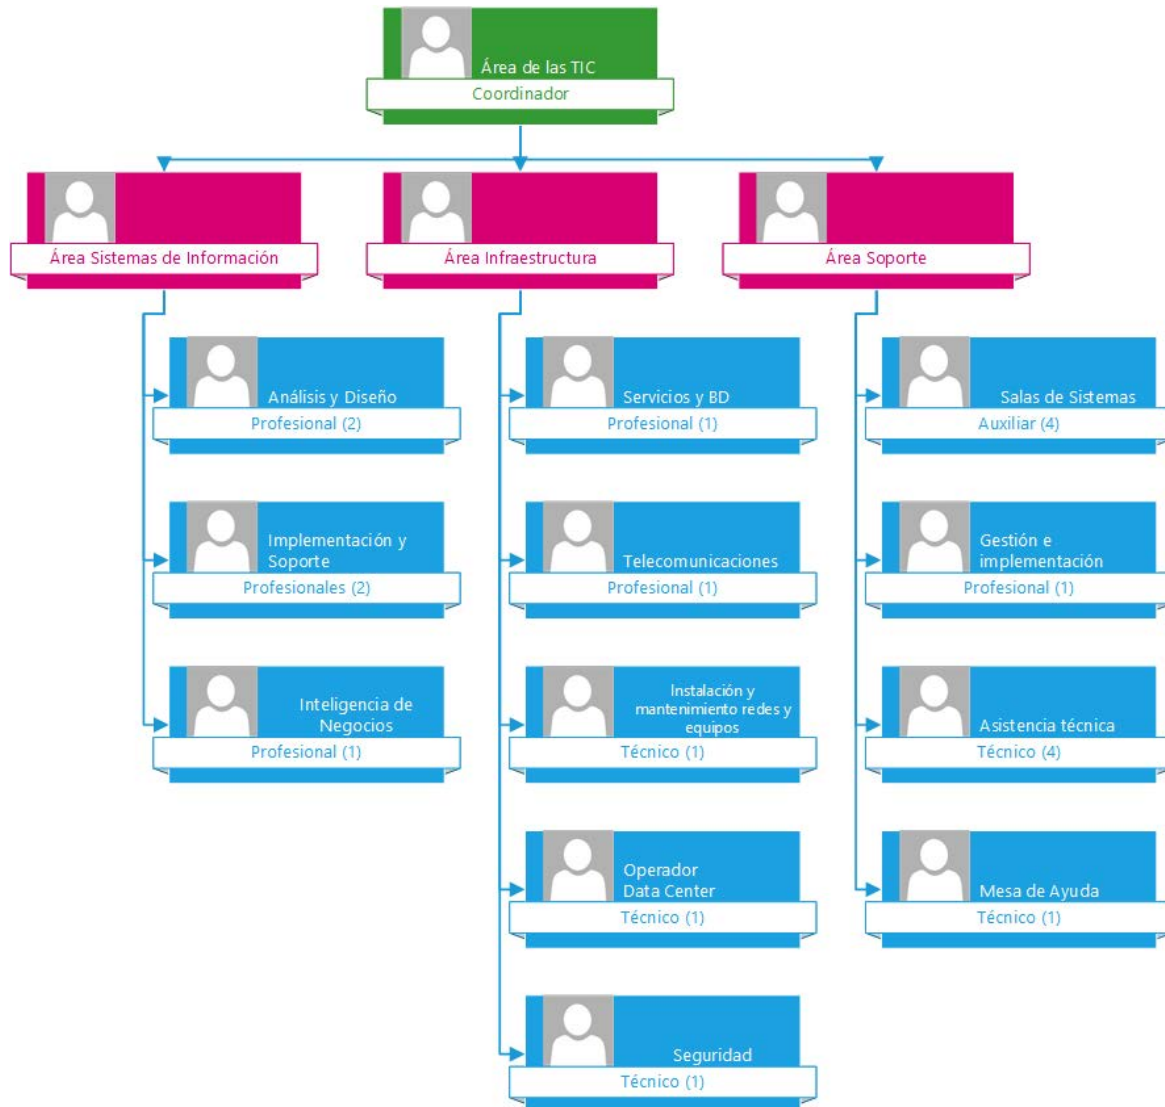 Área de las TIC
Coordinador
Área Sistemas de Información
Área Infraestructura
Área Soporte
Análisis y Diseño
Profesional (2)
Implementación y
Soporte
Profesionales (2)
Inteligencia de
Negocios
Profesional (1)
Servicios y BD
Profesional (1)
Telecomunicaciones
Profesional (1)
Instalación y
mantenimiento redes y
equipos
Técnico (1)
Operador
Data Center
Técnico (1)
Seguridad
Técnico (1)
Salas de Sistemas
Auxiliar (4)
Gestión e
implementación
Profesional (1)
Asistencia técnica
Técnico (4)
Mesa de Ayuda
Técnico (1)